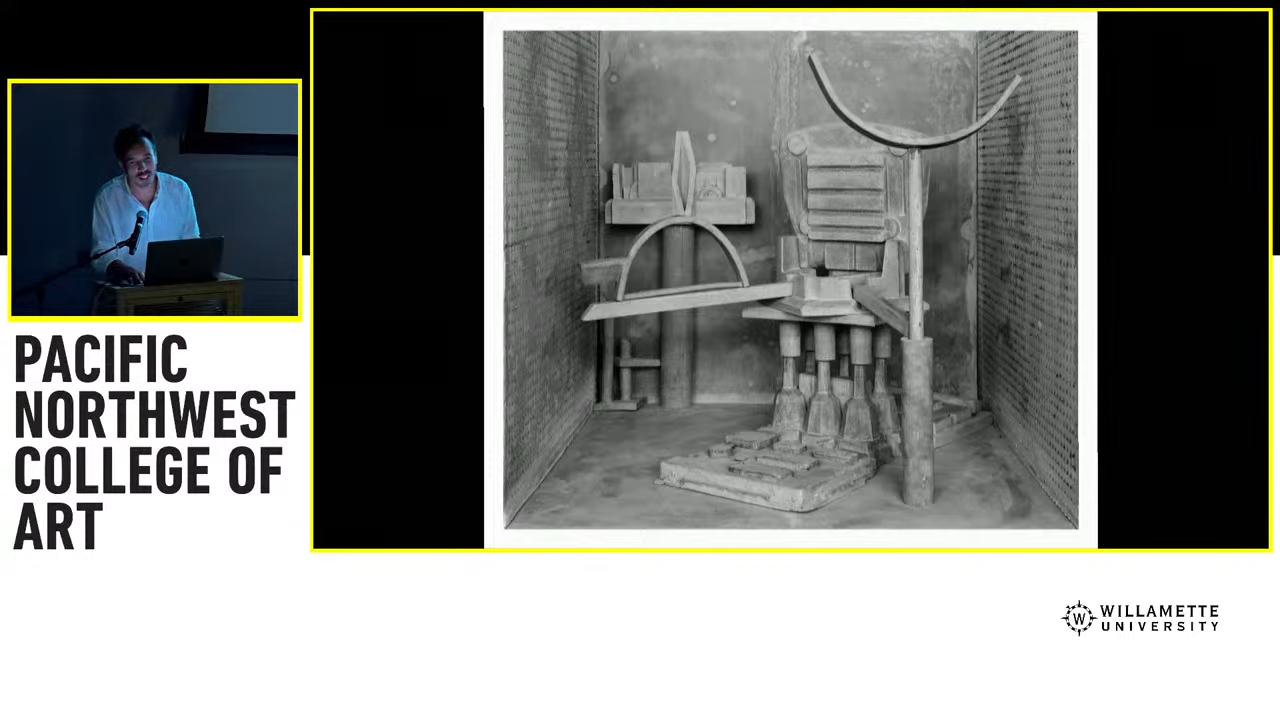 PACIFIC
NORTHWEST
COLLEGE OF
ART
W
WILLAMETTE
UNIVERSITY